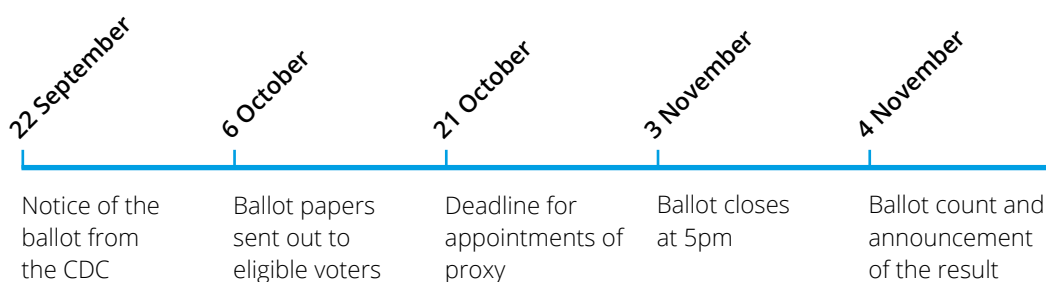 22 September
6 October
21 October
3 November
4 November
Notice of the
ballot from
the CDC
Ballot papers
sent out to
eligible voters
Deadline for
appointments of
proxy
Ballot closes
at 5pm
Ballot count and
announcement
of the result